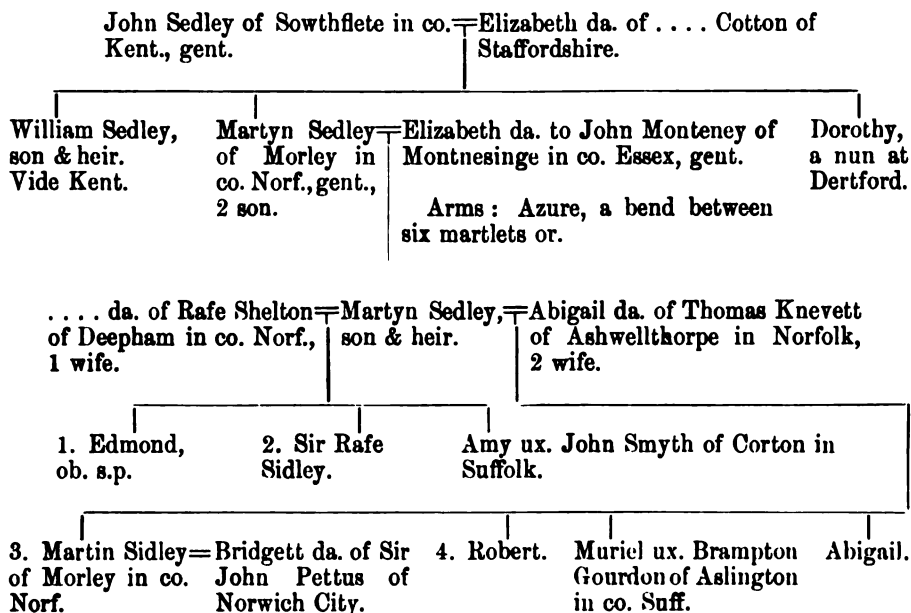 John Sedley of Sowthflete in co. Kent., gent.
Elizabeth da. of . . . . Cotton of Staffordshire.
William Sedley,
son & heir.
Vide Kent.
Martyn Sedley
of Morley in
co. Norf., gent.,
2 son.
Elizabeth da. to John Monteney of
Montnesinge in co. Essex, gent.
Arms : Azure, a bend between
six martlets or.
Dorothy,
a nun at
Dertford.
. . . . da. of Rafe Shelton
of Deepham in co. Norf.,
1 wife.
Martyn Sedley,
son & heir.
Abigail da. of Thomas Knevett
of Ashwellthorpe in Norfolk,
2 wife.
1. Edmond,
ob. s.p.
2. Sir Rafe
Sidley.
Amy ux. John Smyth of Corton in
Suffolk.
3. Martin Sidley
of Morley in co.
Norf.
Bridgett da. of Sir
John Pettus of
Norwich City.
4. Robert.
Muriel ux. Brampton
Gourdon of Aslington
in co. Suff.
Abigail.